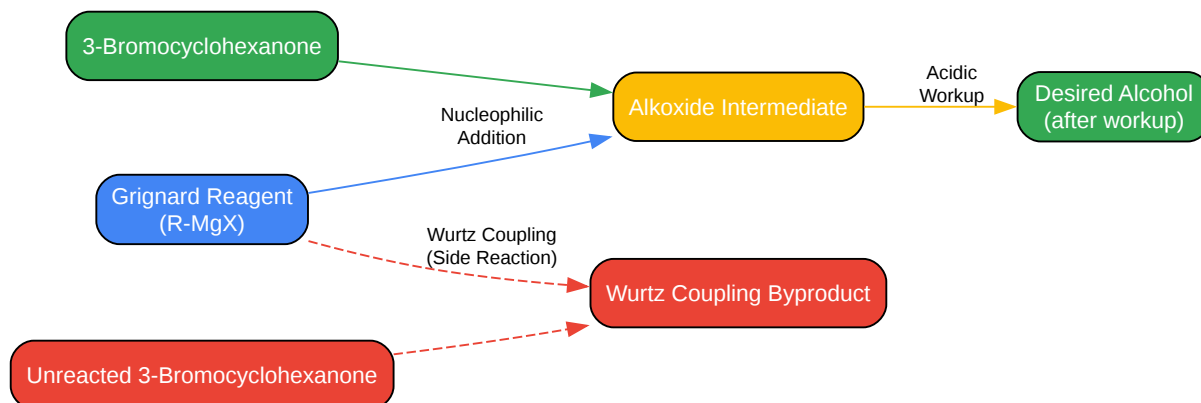 3-Bromocyclohexanone
Nucleophilic
Addition
Alkoxide Intermediate
Acidic
Workup
Desired Alcohol
(after workup)
Grignard Reagent
(R-MgX)
Wurtz Coupling
(Side Reaction)
Wurtz Coupling Byproduct
Unreacted 3-Bromocyclohexanone